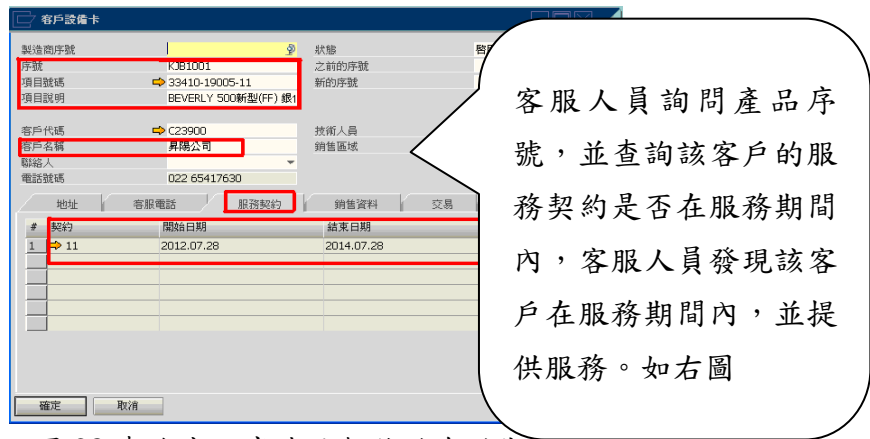 客戶設備卡
製造商序號
狀態
序號 KJB1001
之前的序號
項目號碼 33410-19005-11
新的序號
項目說明 BEVERLY 500新型(FF) 銀
客戶代碼 C23900
技術人員
客戶名稱 昇陽公司
銷售區域
聯絡人
電話號碼 022 65417630
地址 客服電話 服務契約 銷售資料 交易
# 契約 開始日期 結束日期
1 11 2012.07.28 2014.07.28
確定 取消
客服人員詢問產品序
號，並查詢該客戶的服
務契約是否在服務期間
內，客服人員發現該客
戶在服務期間內，並提
供服務。如右圖